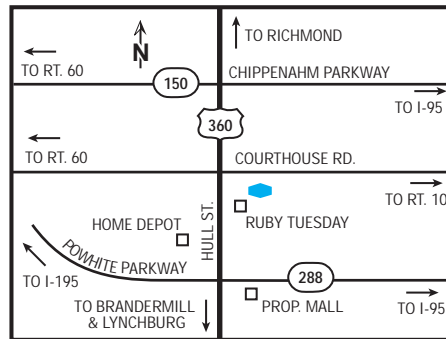 TO RICHMOND
N
TO RT. 60
150
CHIPPENAHM PARKWAY
TO I-95
360
TO RT. 60
COURTHOUSE RD.
TO RT. 10
HULL ST.
HOME DEPOT
RUBY TUESDAY
POWHITE PARKWAY
TO I-195
288
TO BRANDERMILL
& LYNCHBURG
PROP. MALL
TO I-95